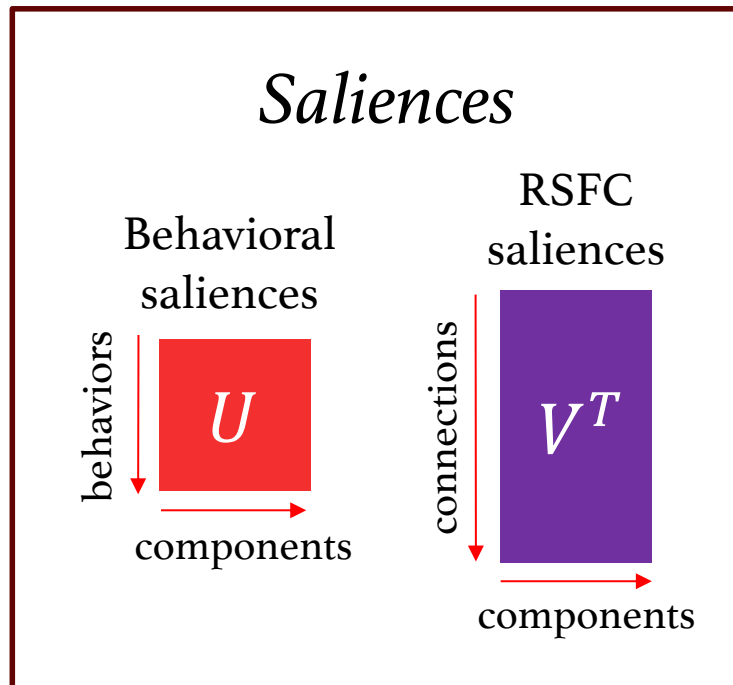 Saliences
Behavioral
saliences
behaviors
U
components
RSFC
saliences
connections
V^T
components